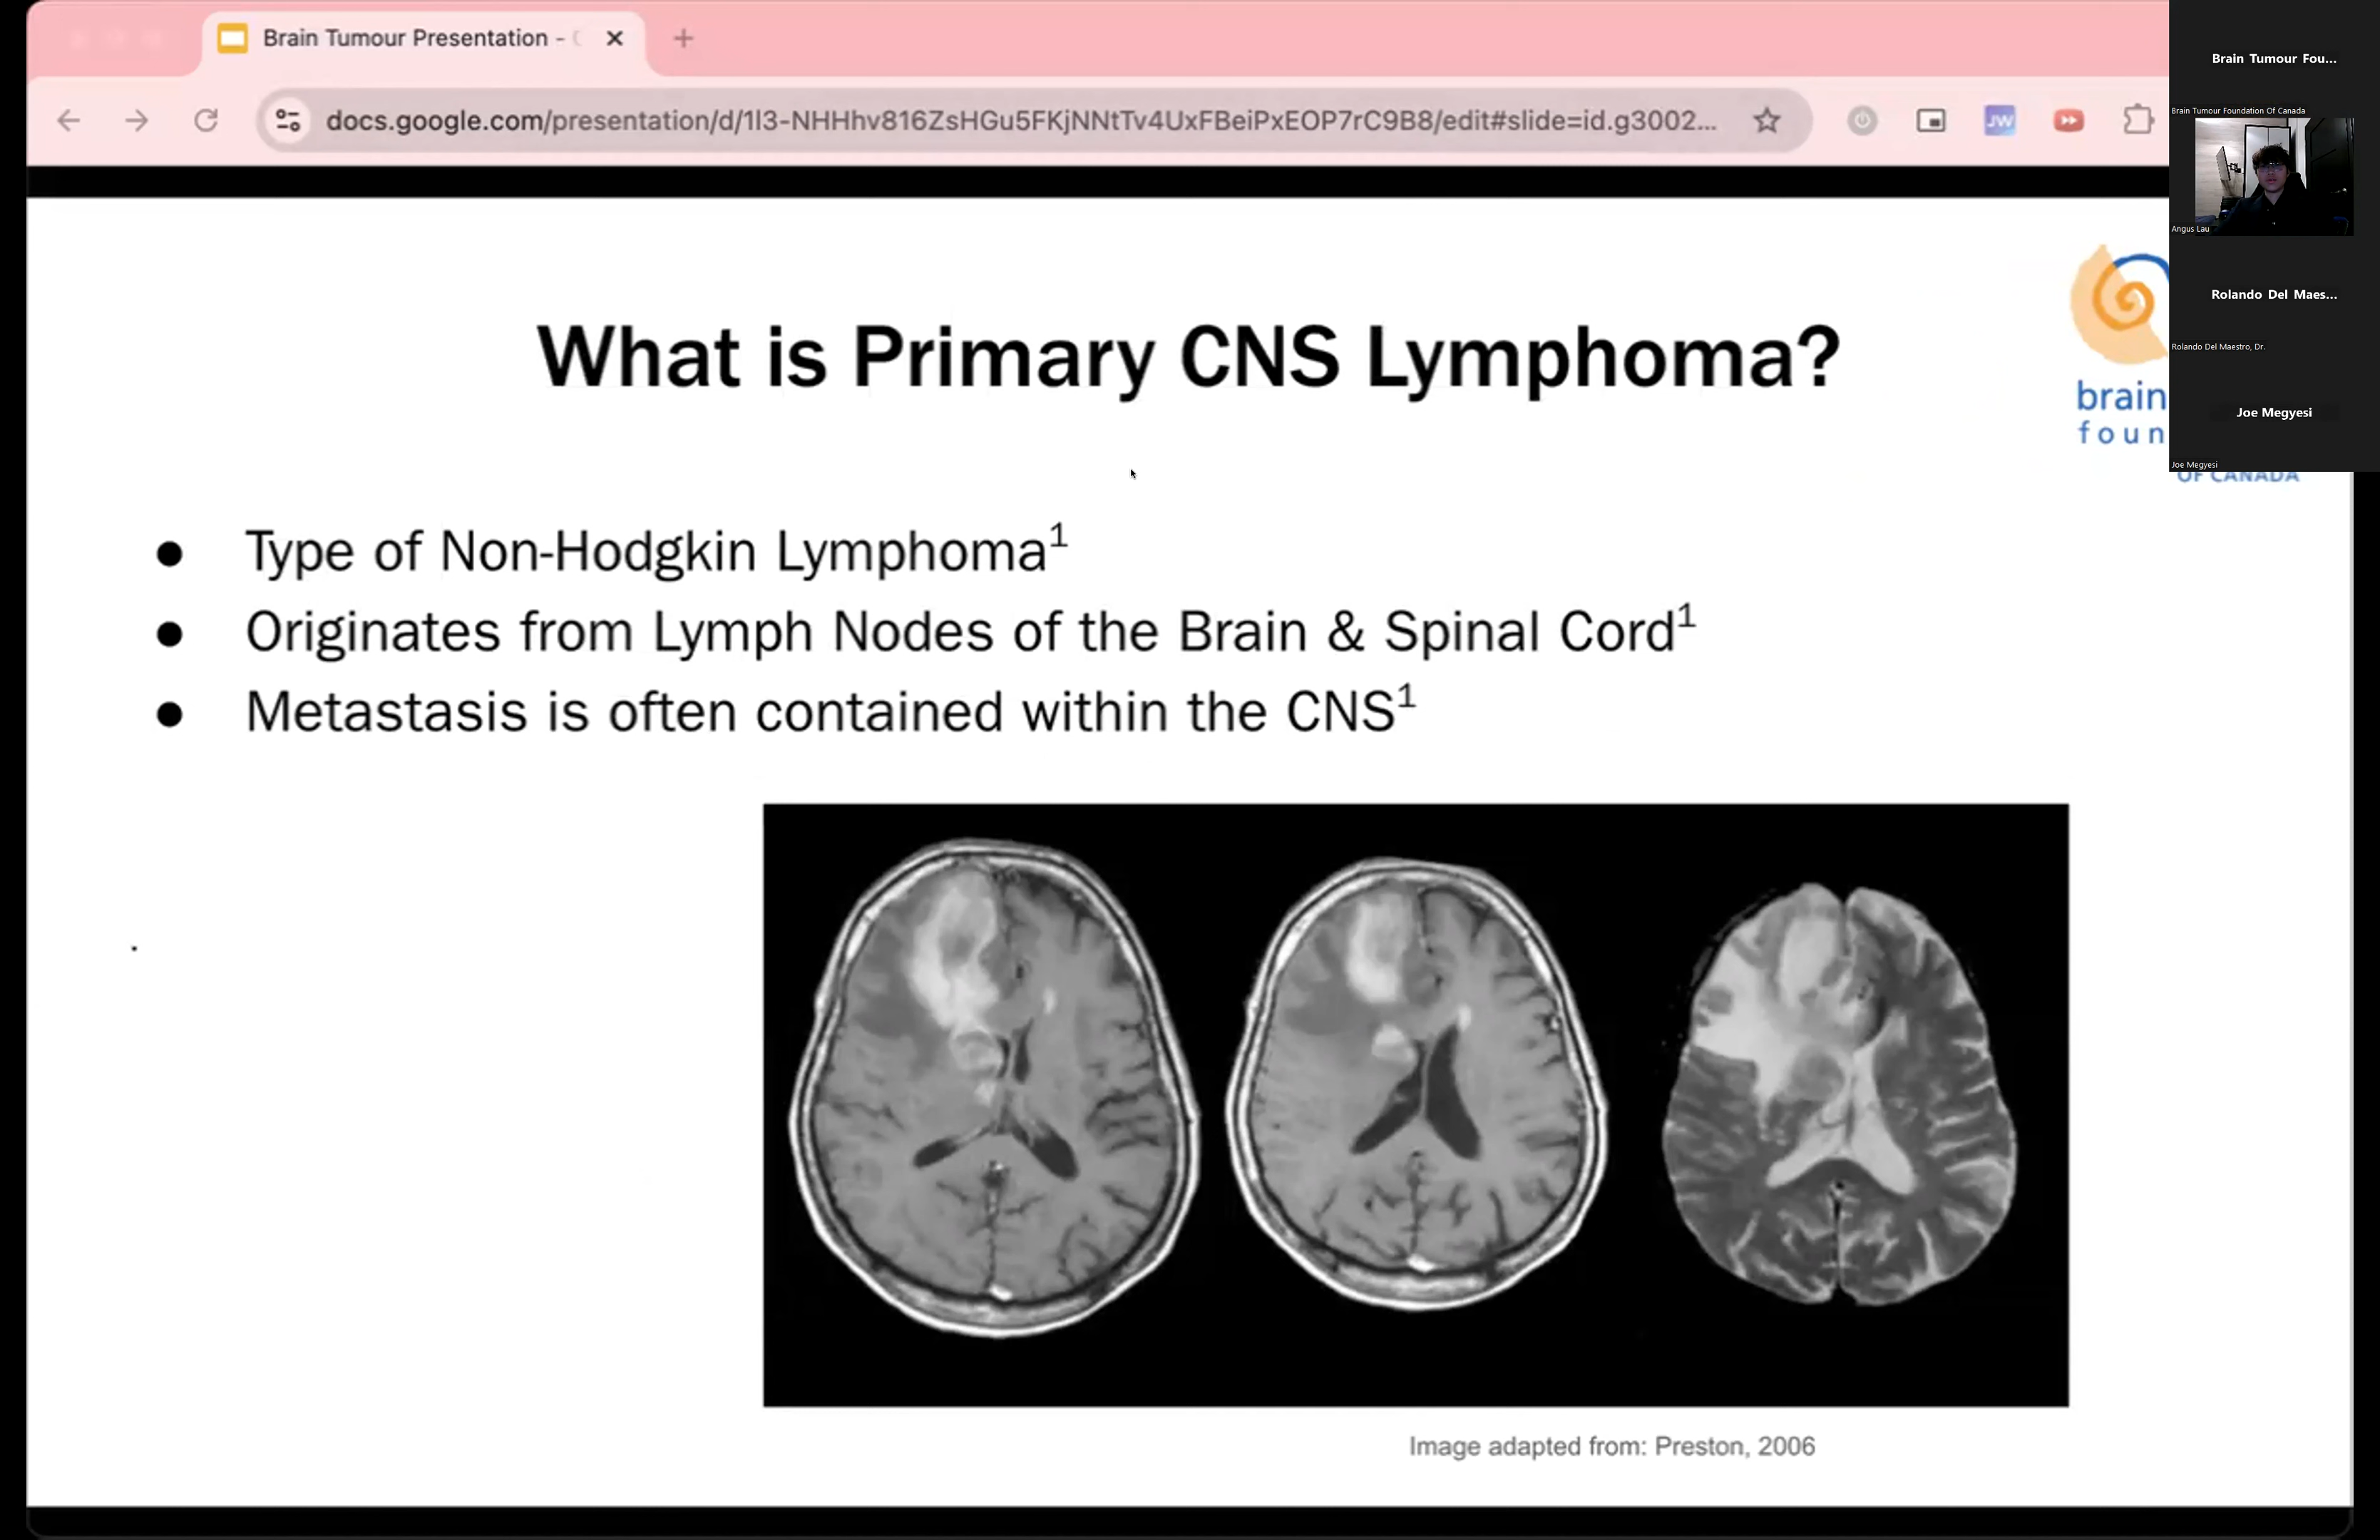 Brain Tumour Presentation -
docs.google.com/presentation/d/1I3-NHHhv816ZsHGu5FKjNNtTv4UxFBeiPxEOP7rC9B8/edit#slide=id.g3002...
JW
Brain Tumour Fou...
Brain Tumour Foundation Of Canada
Angus Lau
Rolando Del Maes...
Rolando Del Maestro, Dr.
Joe Megyesi
Joe Megyesi
brain
foun
OF CANADA
What is Primary CNS Lymphoma?
● Type of Non-Hodgkin Lymphoma¹
● Originates from Lymph Nodes of the Brain & Spinal Cord¹
● Metastasis is often contained within the CNS¹
Image adapted from: Preston, 2006